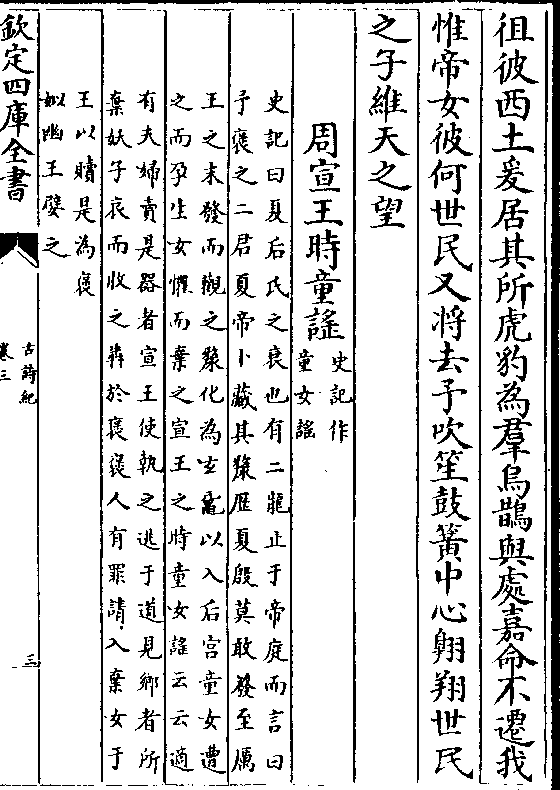 徂彼西土爰居其所虎豹為羣烏鵲與處嘉命不遷我
惟帝女彼何世民又将去予吹笙鼓簧中心翺翔世民
之子維天之望
周宣王時童謠
史記作
童女謡
史記曰夏后氏之衰也有二龍止于帝庭而言曰
予褒之二君夏帝卜藏其漦歴夏殷莫敢發至厲
王之末發而觀之漦化為玄黿以入后宫童女遭
之而孕生女懼而棄之宣王之時童女謡云云適
有夫婦賣是器者宣王使執之逃于道見鄉者所
棄妖子哀而收之犇於褒褒人有罪請入棄女于
王以贖是為褒
姒幽王嬖之
欽定四庫全書
古詩紀
卷三
三